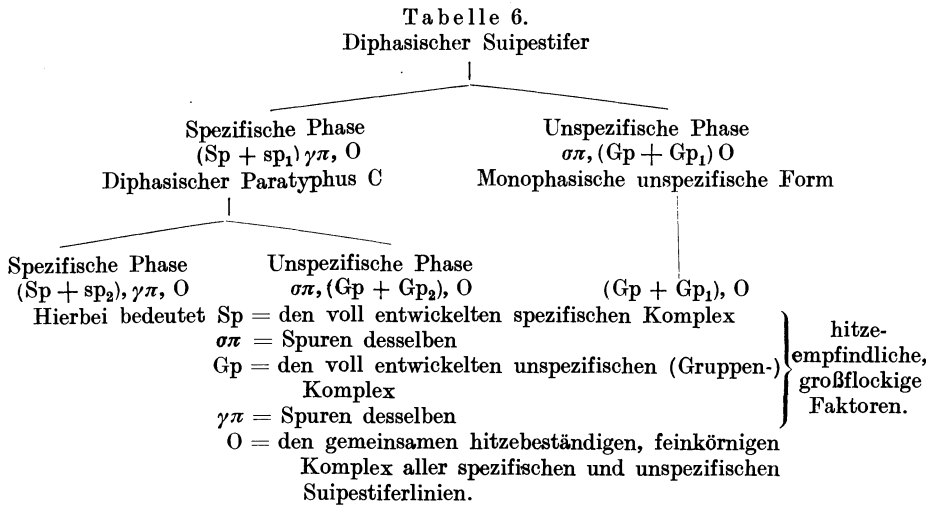 Tabelle 6.
Diphasischer Suipestifer
Spezifische Phase Unspezifische Phase
(Sp + sp₁) γπ, O σπ, (Gp + Gp₁) O
Diphasischer Paratyphus C Monophasische unspezifische Form
Spezifische Phase Unspezifische Phase
(Sp + sp₂), γπ, O σπ, (Gp + Gp₂), O (Gp + Gp₁), O
Hierbei bedeutet Sp = den voll entwickelten spezifischen Komplex
σπ = Spuren desselben
Gp = den voll entwickelten unspezifischen (Gruppen-)
Komplex
γπ = Spuren desselben
hitze-
empfindliche,
großflockige
Faktoren.
O = den gemeinsamen hitzebeständigen, feinkörnigen
Komplex aller spezifischen und unspezifischen
Suipestiferlinien.